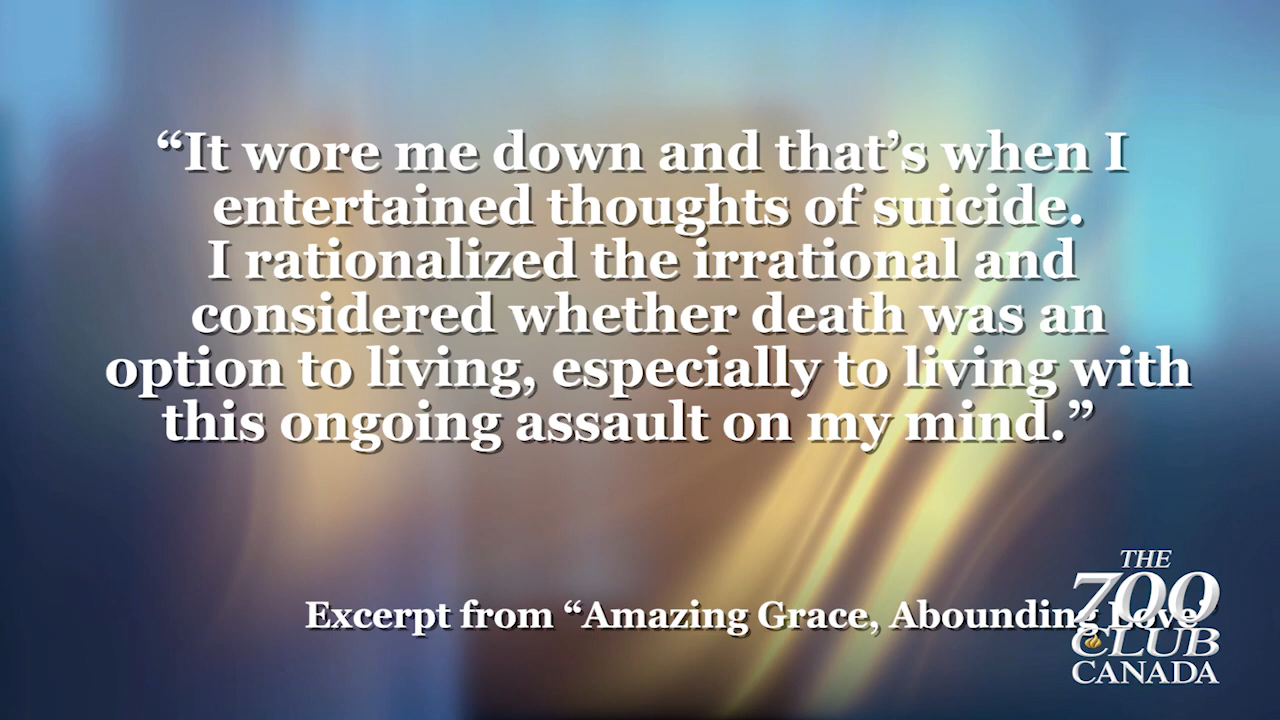 “It wore me down and that’s when I
entertained thoughts of suicide.
I rationalized the irrational and
considered whether death was an
option to living, especially to living with
this ongoing assault on my mind.”
Excerpt from “Amazing Grace, Abounding Love”
THE
700
CLUB
CANADA